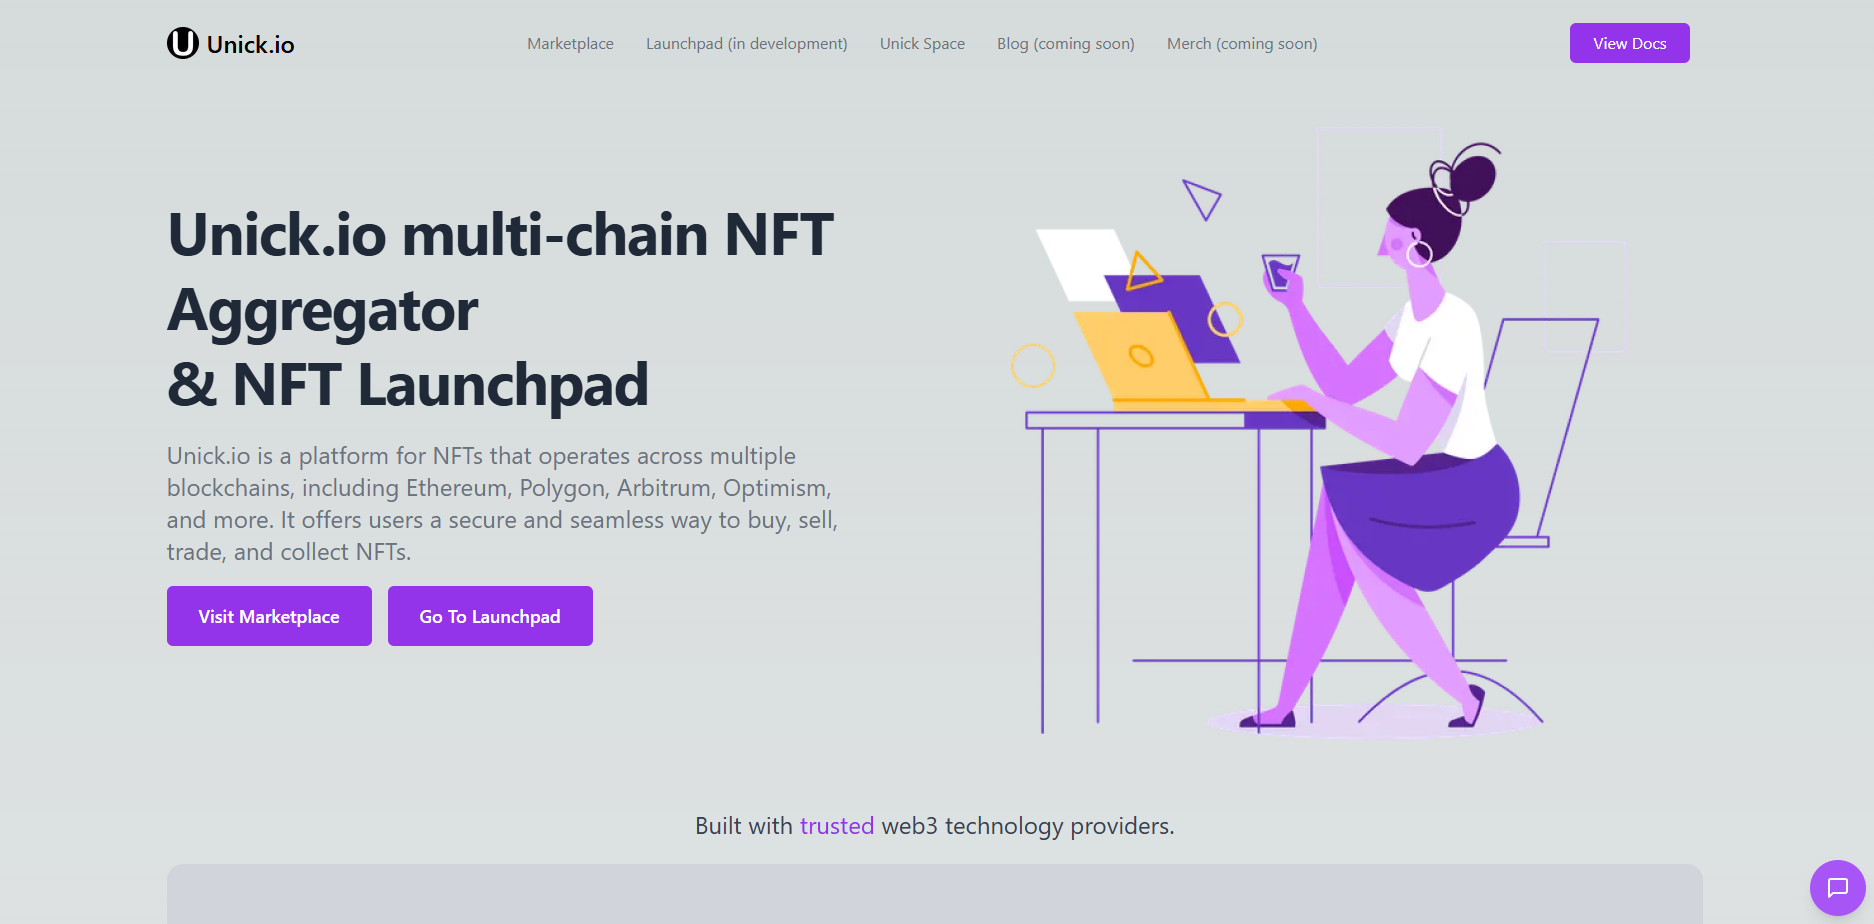 Unick.io
Marketplace
Launchpad (in development)
Unick Space
Blog (coming soon)
Merch (coming soon)
View Docs
Unick.io multi-chain NFT
Aggregator
& NFT Launchpad
Unick.io is a platform for NFTs that operates across multiple
blockchains, including Ethereum, Polygon, Arbitrum, Optimism,
and more. It offers users a secure and seamless way to buy, sell,
trade, and collect NFTs.
Visit Marketplace
Go To Launchpad
Built with trusted web3 technology providers.